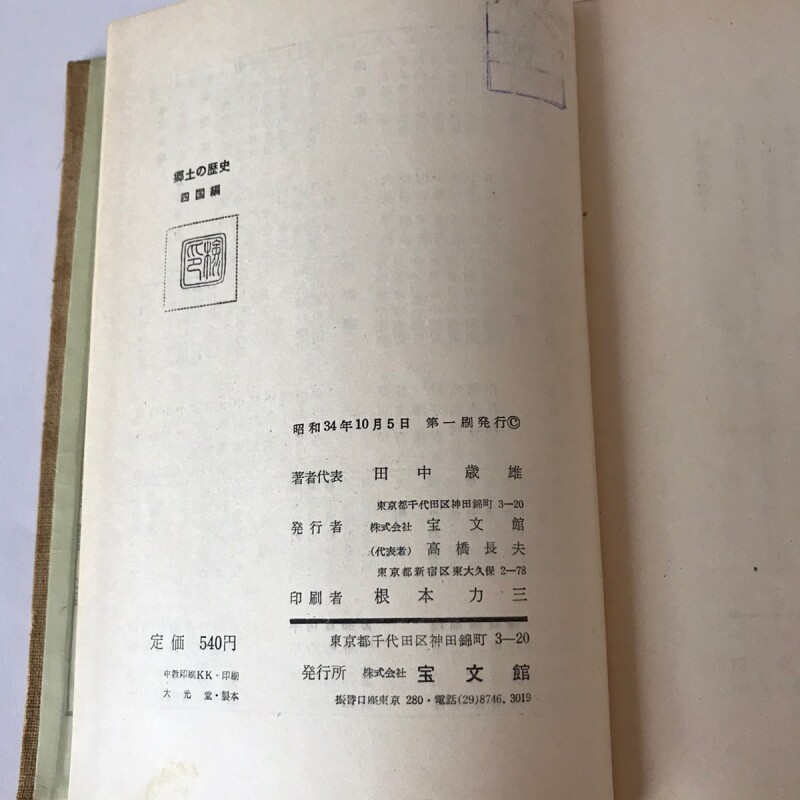 郷土の歴史
四国編
検印
昭和34年10月5日 第一刷発行©
著者代表 田中歳雄
東京都千代田区神田錦町 3—20
発行者 株式会社 宝文館
(代表者) 高橋長夫
東京都新宿区東大久保 2—78
印刷者 根本力三
定価 540円
中教印刷KK・印刷
大光堂・製本
東京都千代田区神田錦町 3—20
発行所 株式会社 宝文館
振替口座東京 280・電話(29)8746, 3019